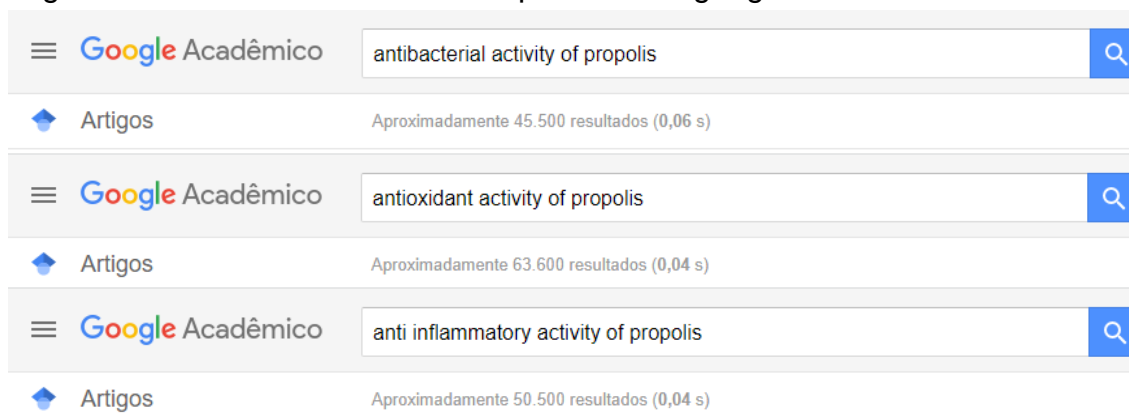 Google Acadêmico antibacterial activity of propolis
Artigos Aproximadamente 45.500 resultados (0,06 s)
Google Acadêmico antioxidant activity of propolis
Artigos Aproximadamente 63.600 resultados (0,04 s)
Google Acadêmico anti inflammatory activity of propolis
Artigos Aproximadamente 50.500 resultados (0,04 s)